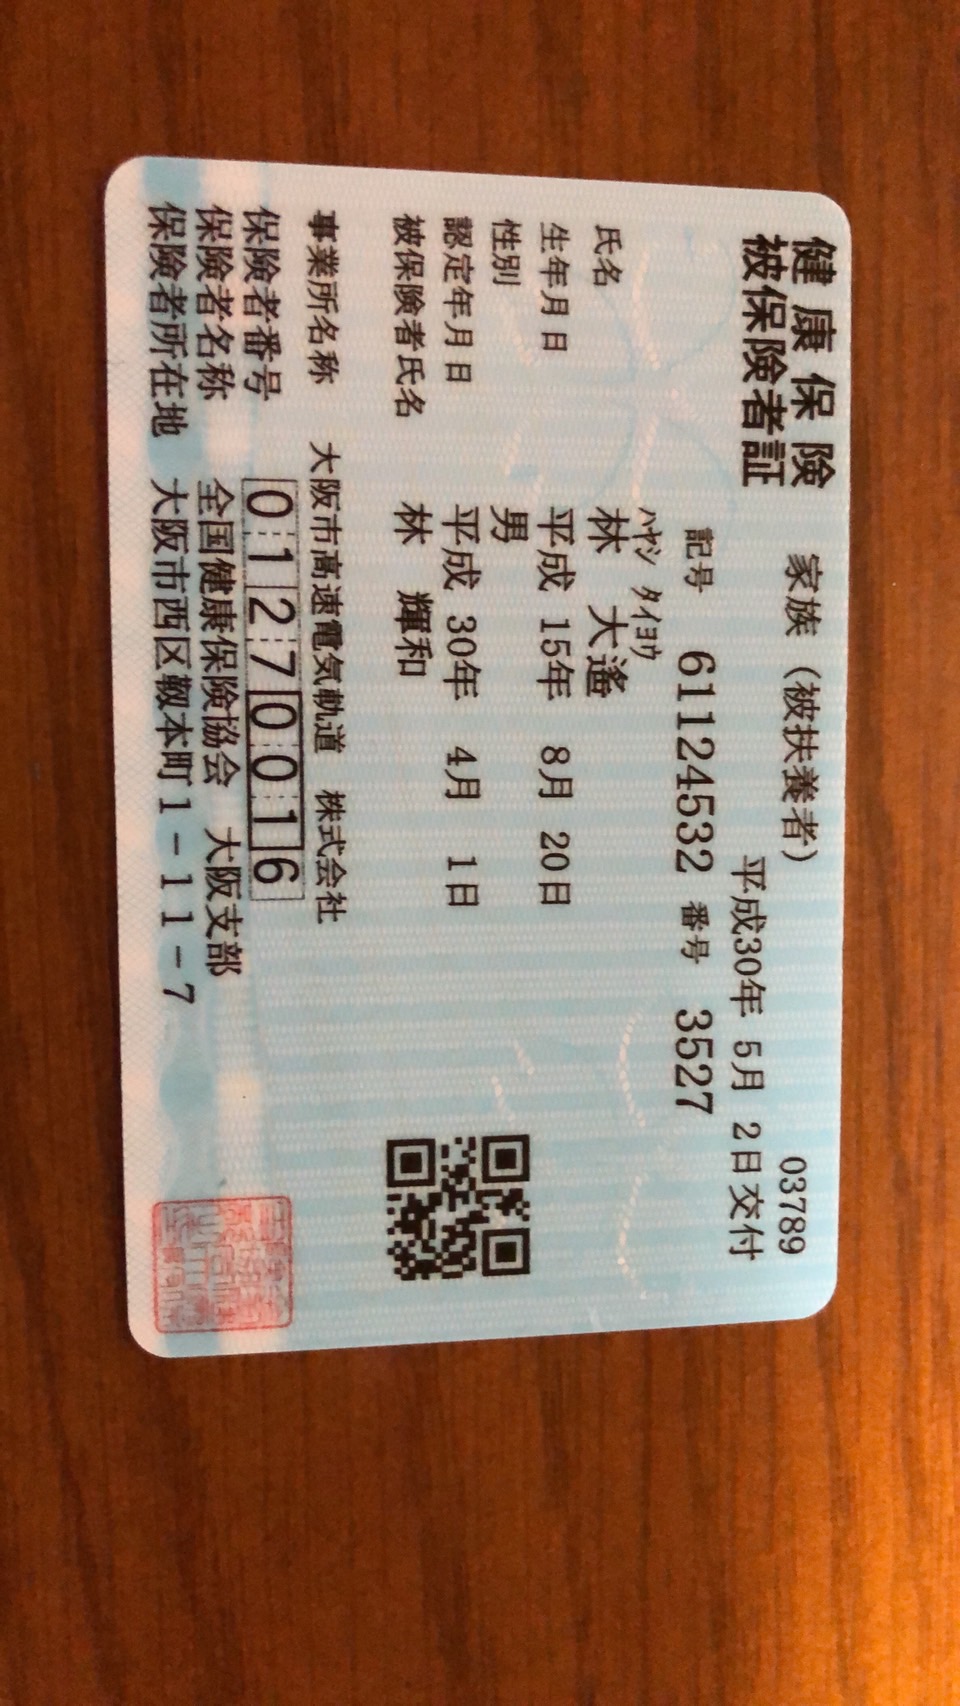 健康保険 家族（被扶養者） 03789
被保険者証 平成30年 5月 2日交付
記号 61124532 番号 3527
ﾊﾔｼ ﾀｲﾖｳ
氏名 林 大遙
生年月日 平成 15年 8月 20日
性別 男
認定年月日 平成 30年 4月 1日
被保険者氏名 林 輝和
事業所名称 大阪市高速電気軌道 株式会社
保険者番号 01270016
保険者名称 全国健康保険協会 大阪支部
保険者所在地 大阪市西区靱本町1-11-7